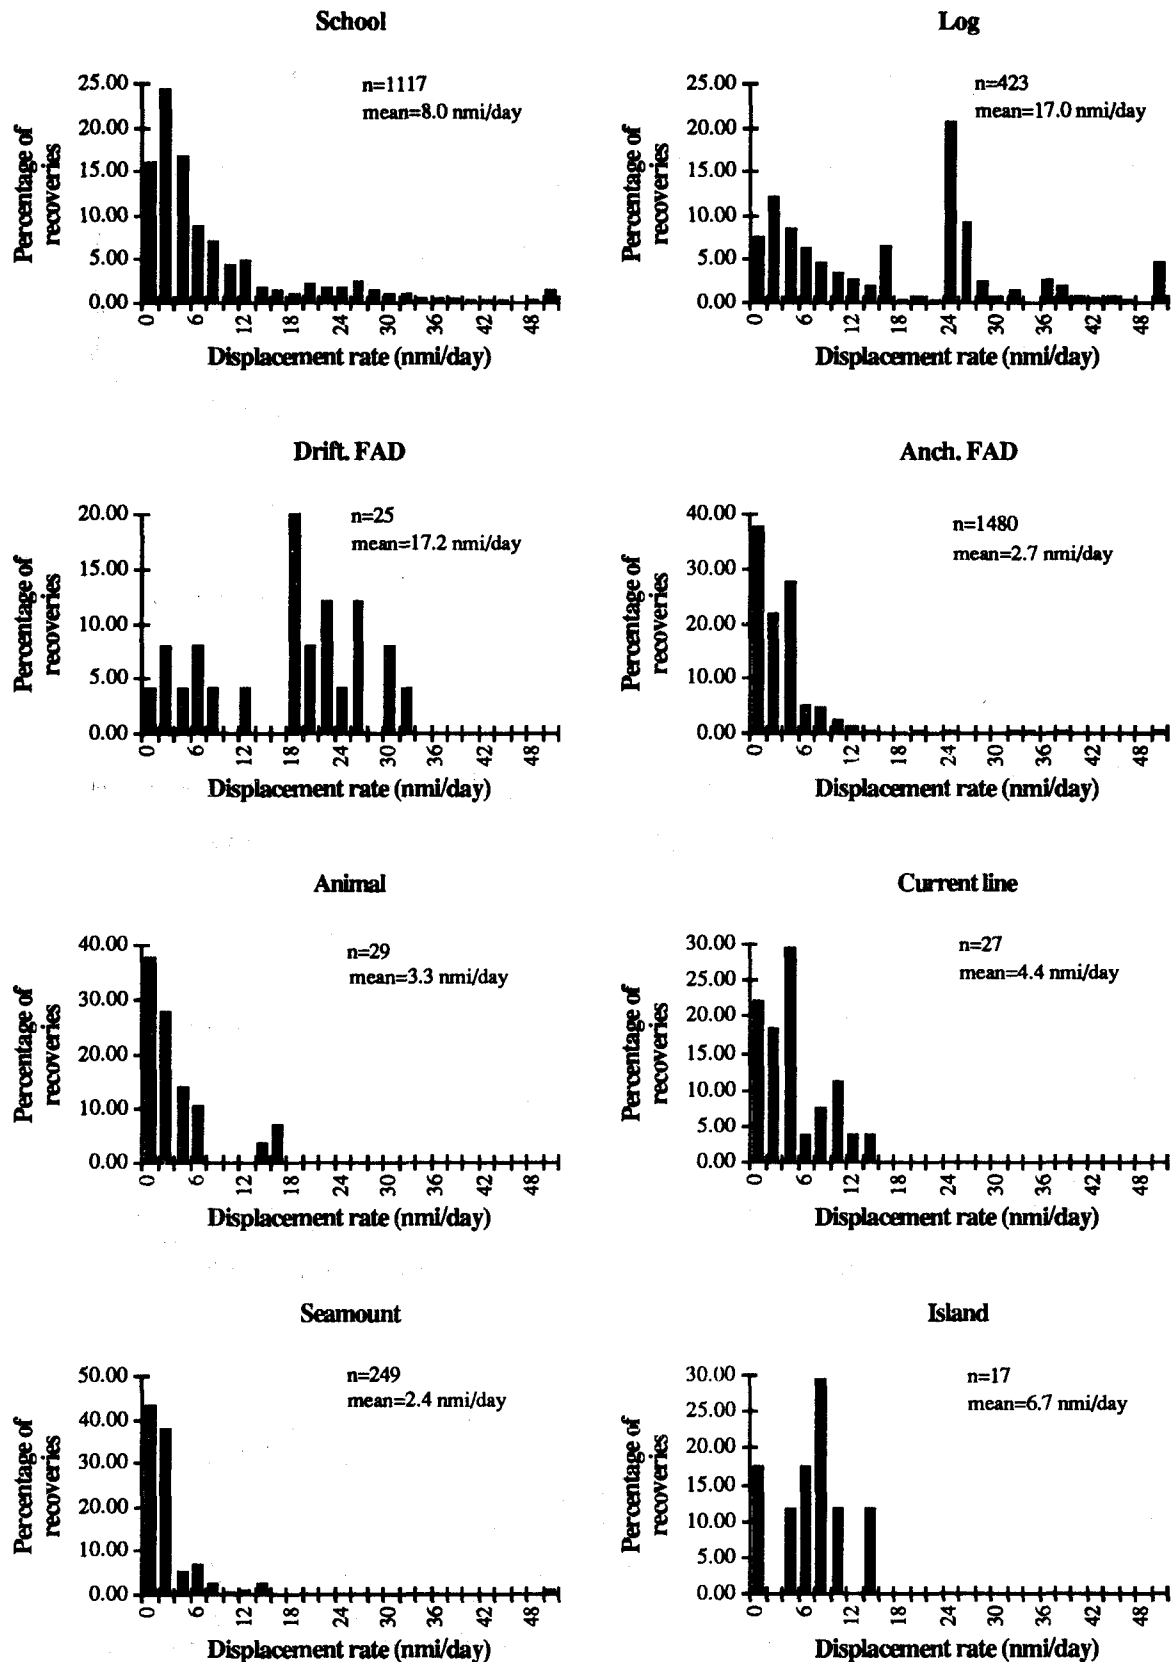 School
n=1117
mean=8.0 nmi/day
Percentage of
recoveries
25.00
20.00
15.00
10.00
5.00
0.00
0 6 12 18 24 30 36 42 48
Displacement rate (nmi/day)
Log
n=423
mean=17.0 nmi/day
Percentage of
recoveries
25.00
20.00
15.00
10.00
5.00
0.00
0 6 12 18 24 30 36 42 48
Displacement rate (nmi/day)
Drift. FAD
n=25
mean=17.2 nmi/day
Percentage of
recoveries
20.00
15.00
10.00
5.00
0.00
0 6 12 18 24 30 36 42 48
Displacement rate (nmi/day)
Anch. FAD
n=1480
mean=2.7 nmi/day
Percentage of
recoveries
40.00
30.00
20.00
10.00
0.00
0 6 12 18 24 30 36 42 48
Displacement rate (nmi/day)
Animal
n=29
mean=3.3 nmi/day
Percentage of
recoveries
40.00
30.00
20.00
10.00
0.00
0 6 12 18 24 30 36 42 48
Displacement rate (nmi/day)
Current line
n=27
mean=4.4 nmi/day
Percentage of
recoveries
30.00
25.00
20.00
15.00
10.00
5.00
0.00
0 6 12 18 24 30 36 42 48
Displacement rate (nmi/day)
Seamount
n=249
mean=2.4 nmi/day
Percentage of
recoveries
50.00
40.00
30.00
20.00
10.00
0.00
0 6 12 18 24 30 36 42 48
Displacement rate (nmi/day)
Island
n=17
mean=6.7 nmi/day
Percentage of
recoveries
30.00
25.00
20.00
15.00
10.00
5.00
0.00
0 6 12 18 24 30 36 42 48
Displacement rate (nmi/day)